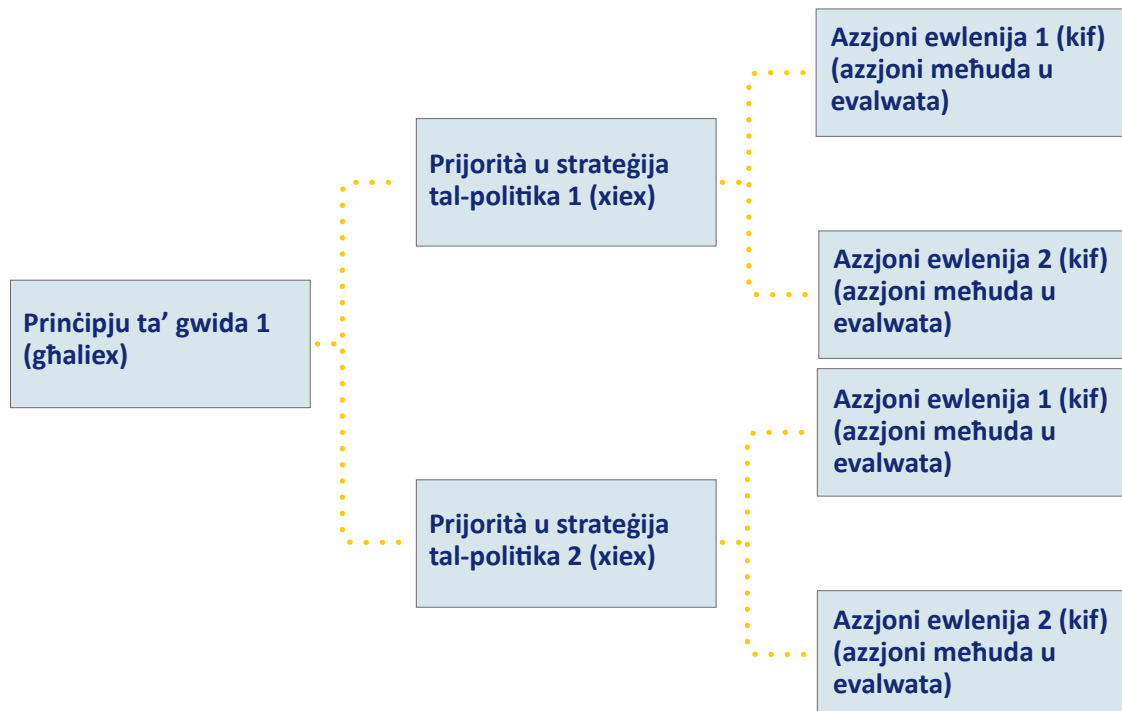 Prinċipju ta’ gwida 1
(għaliex)
Prijorità u strateġija
tal-politika 1 (xiex)
Azzjoni ewlenija 1 (kif)
(azzjoni meħuda u
evalwata)
Azzjoni ewlenija 2 (kif)
(azzjoni meħuda u
evalwata)
Prijorità u strateġija
tal-politika 2 (xiex)
Azzjoni ewlenija 1 (kif)
(azzjoni meħuda u
evalwata)
Azzjoni ewlenija 2 (kif)
(azzjoni meħuda u
evalwata)